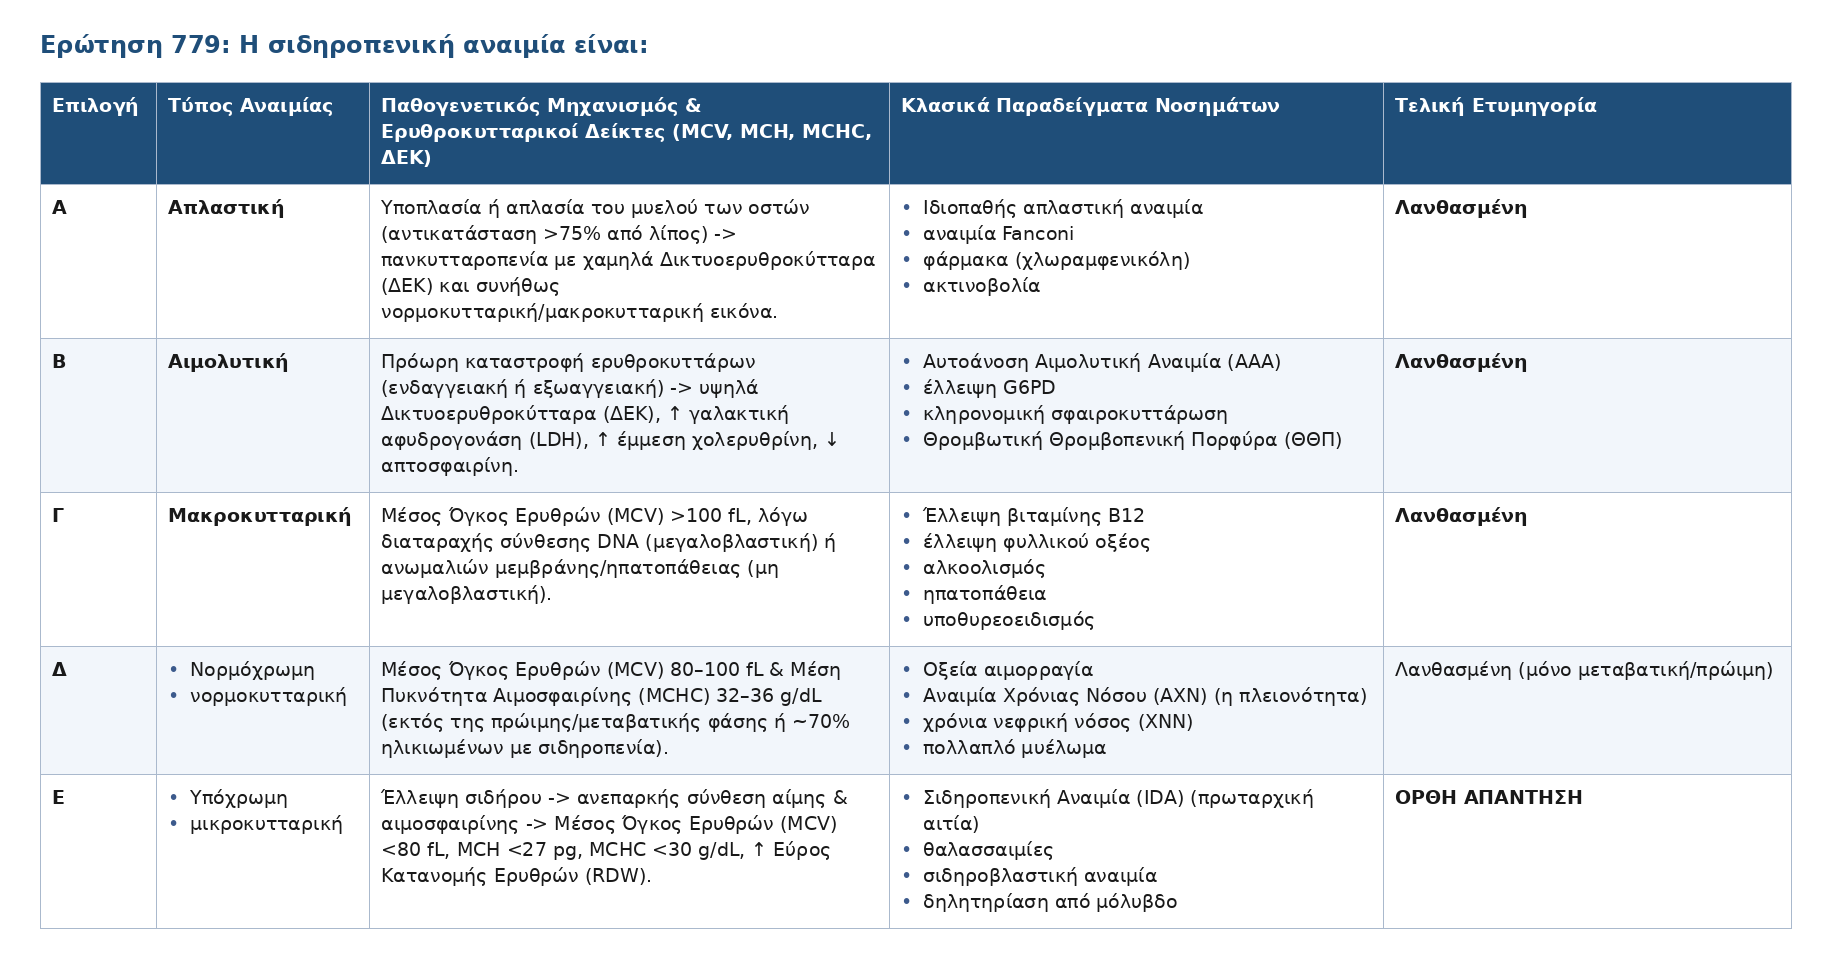 Ερώτηση 779: Η σιδηροπενική αναιμία είναι:
Επιλογή
Τύπος Αναιμίας
Παθογενετικός Μηχανισμός &
Ερυθροκυτταρικοί Δείκτες (MCV, MCH, MCHC,
ΔΕΚ)
Κλασικά Παραδείγματα Νοσημάτων
Τελική Ετυμηγορία
Α
Απλαστική
Υποπλασία ή απλασία του μυελού των οστών
(αντικατάσταση >75% από λίπος) ->
πανκυτταροπενία με χαμηλά Δικτυοερυθροκύτταρα
(ΔΕΚ) και συνήθως
νορμοκυτταρική/μακροκυτταρική εικόνα.
• Ιδιοπαθής απλαστική αναιμία
• αναιμία Fanconi
• φάρμακα (χλωραμφενικόλη)
• ακτινοβολία
Λανθασμένη
Β
Αιμολυτική
Πρόωρη καταστροφή ερυθροκυττάρων
(ενδαγγειακή ή εξωαγγειακή) -> υψηλά
Δικτυοερυθροκύτταρα (ΔΕΚ), ↑ γαλακτική
αφυδρογονάση (LDH), ↑ έμμεση χολερυθρίνη, ↓
απτοσφαιρίνη.
• Αυτοάνοση Αιμολυτική Αναιμία (ΑΑΑ)
• έλλειψη G6PD
• κληρονομική σφαιροκυττάρωση
• Θρομβωτική Θρομβοπενική Πορφύρα (ΘΘΠ)
Λανθασμένη
Γ
Μακροκυτταρική
Μέσος Όγκος Ερυθρών (MCV) >100 fL, λόγω
διαταραχής σύνθεσης DNA (μεγαλοβλαστική) ή
ανωμαλιών μεμβράνης/ηπατοπάθειας (μη
μεγαλοβλαστική).
• Έλλειψη βιταμίνης Β12
• έλλειψη φυλλικού οξέος
• αλκοολισμός
• ηπατοπάθεια
• υποθυρεοειδισμός
Λανθασμένη
Δ
• Νορμόχρωμη
• νορμοκυτταρική
Μέσος Όγκος Ερυθρών (MCV) 80–100 fL & Μέση
Πυκνότητα Αιμοσφαιρίνης (MCHC) 32–36 g/dL
(εκτός της πρώιμης/μεταβατικής φάσης ή ~70%
ηλικιωμένων με σιδηροπενία).
• Οξεία αιμορραγία
• Αναιμία Χρόνιας Νόσου (ΑΧΝ) (η πλειονότητα)
• χρόνια νεφρική νόσος (ΧΝΝ)
• πολλαπλό μυέλωμα
Λανθασμένη (μόνο μεταβατική/πρώιμη)
Ε
• Υπόχρωμη
• μικροκυτταρική
Έλλειψη σιδήρου -> ανεπαρκής σύνθεση αίμης &
αιμοσφαιρίνης -> Μέσος Όγκος Ερυθρών (MCV)
<80 fL, MCH <27 pg, MCHC <30 g/dL, ↑ Εύρος
Κατανομής Ερυθρών (RDW).
• Σιδηροπενική Αναιμία (IDA) (πρωταρχική
αιτία)
• θαλασσαιμίες
• σιδηροβλαστική αναιμία
• δηλητηρίαση από μόλυβδο
ΟΡΘΗ ΑΠΑΝΤΗΣΗ